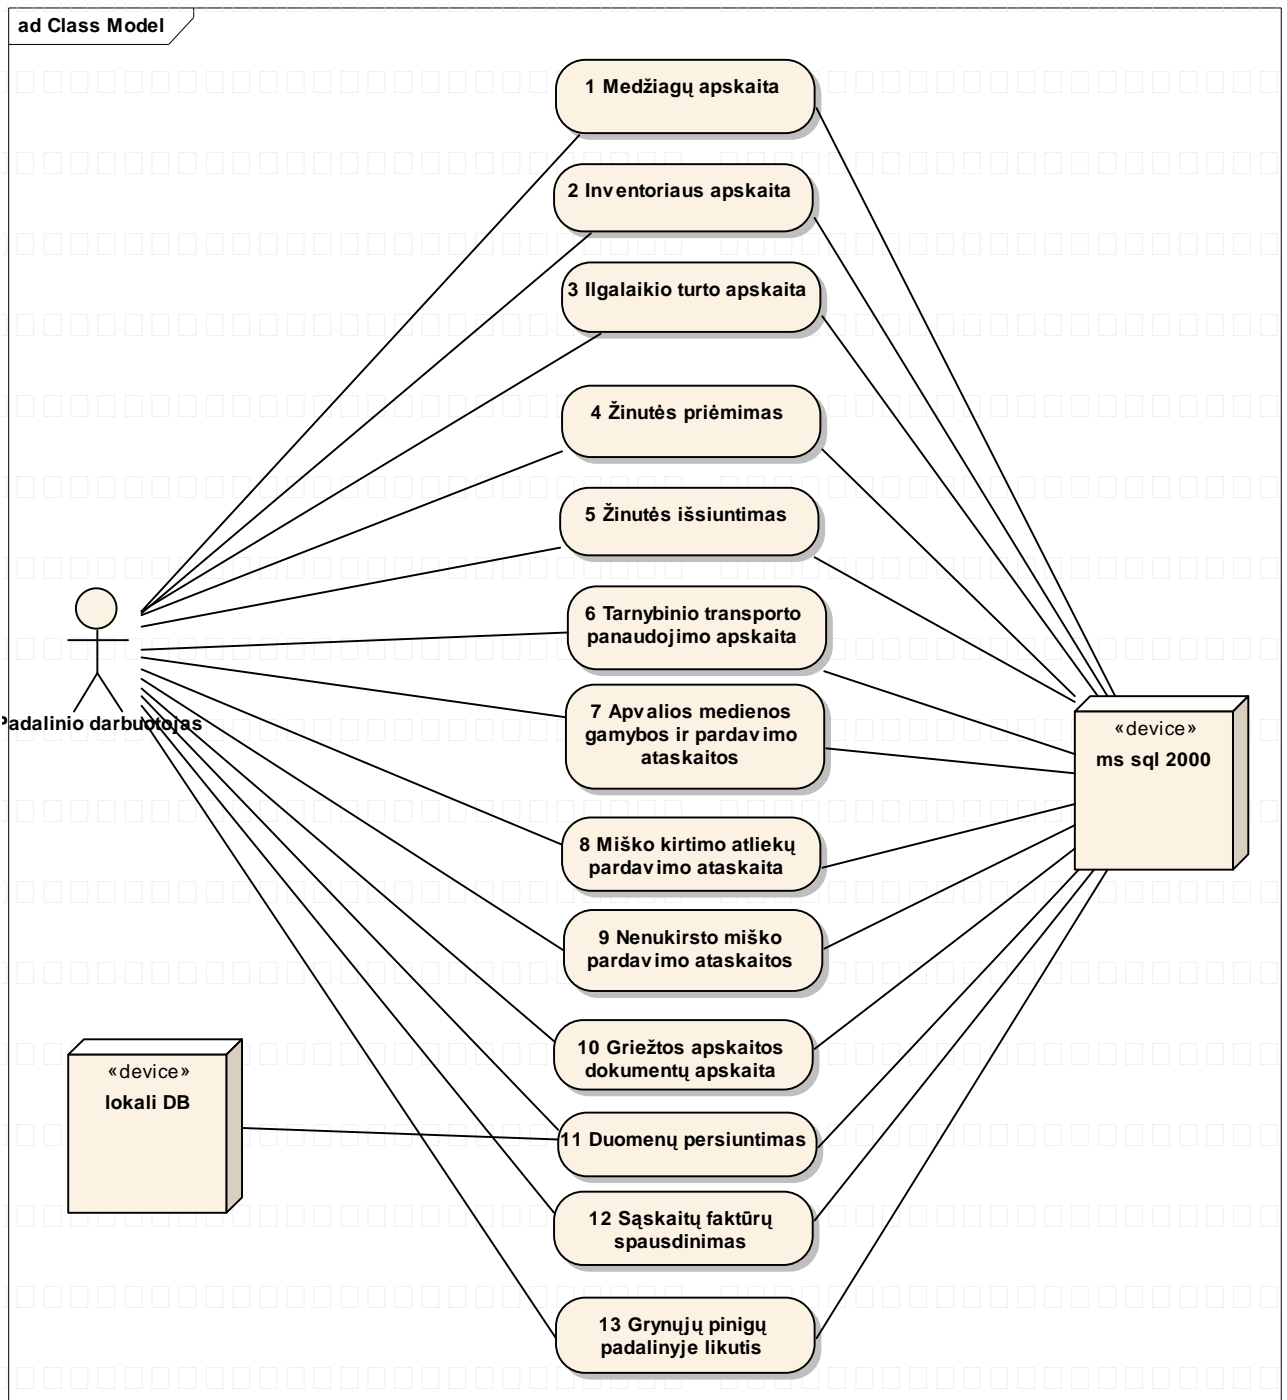 ad Class Model
1 Medžiagų apskaita
2 Inventoriaus apskaita
3 Ilgalaikio turto apskaita
4 Žinutės priėmimas
5 Žinutės išsiuntimas
6 Tarnybinio transporto
panaudojimo apskaita
7 Apvalios medienos
gamybos ir pardavimo
ataskaitos
8 Miško kirtimo atliekų
pardavimo ataskaita
9 Nenukirsto miško
pardavimo ataskaitos
10 Griežtos apskaitos
dokumentų apskaita
11 Duomenų persiuntimas
12 Sąskaitų faktūrų
spausdinimas
13 Grynųjų pinigų
padalinyje likutis
Padalinio darbuotojas
«device»
lokali DB
«device»
ms sql 2000